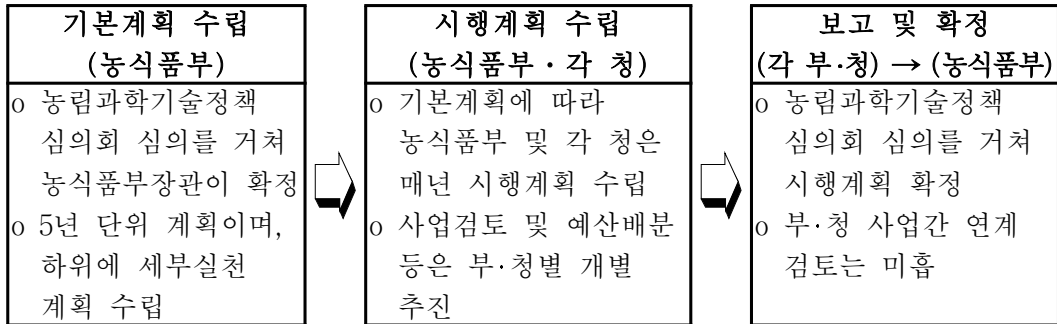 기본계획 수립
(농식품부)
o 농림과학기술정책
심의회 심의를 거쳐
농식품부장관이 확정
o 5년 단위 계획이며,
하위에 세부실천
계획 수립
시행계획 수립
(농식품부·각 청)
o 기본계획에 따라
농식품부 및 각 청은
매년 시행계획 수립
o 사업검토 및 예산배분
등은 부·청별 개별
추진
보고 및 확정
(각 부·청) → (농식품부)
o 농림과학기술정책
심의회 심의를 거쳐
시행계획 확정
o 부·청 사업간 연계
검토는 미흡